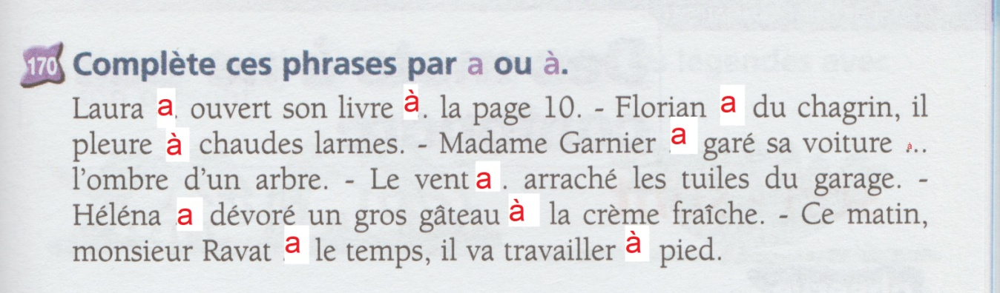 170 Complète ces phrases par a ou à.
Laura a. ouvert son livre à. la page 10. - Florian a du chagrin, il
pleure à chaudes larmes. - Madame Garnier a garé sa voiture à..
l'ombre d'un arbre. - Le vent a. arraché les tuiles du garage. -
Héléna a dévoré un gros gâteau à la crème fraîche. - Ce matin,
monsieur Ravat a le temps, il va travailler à pied.